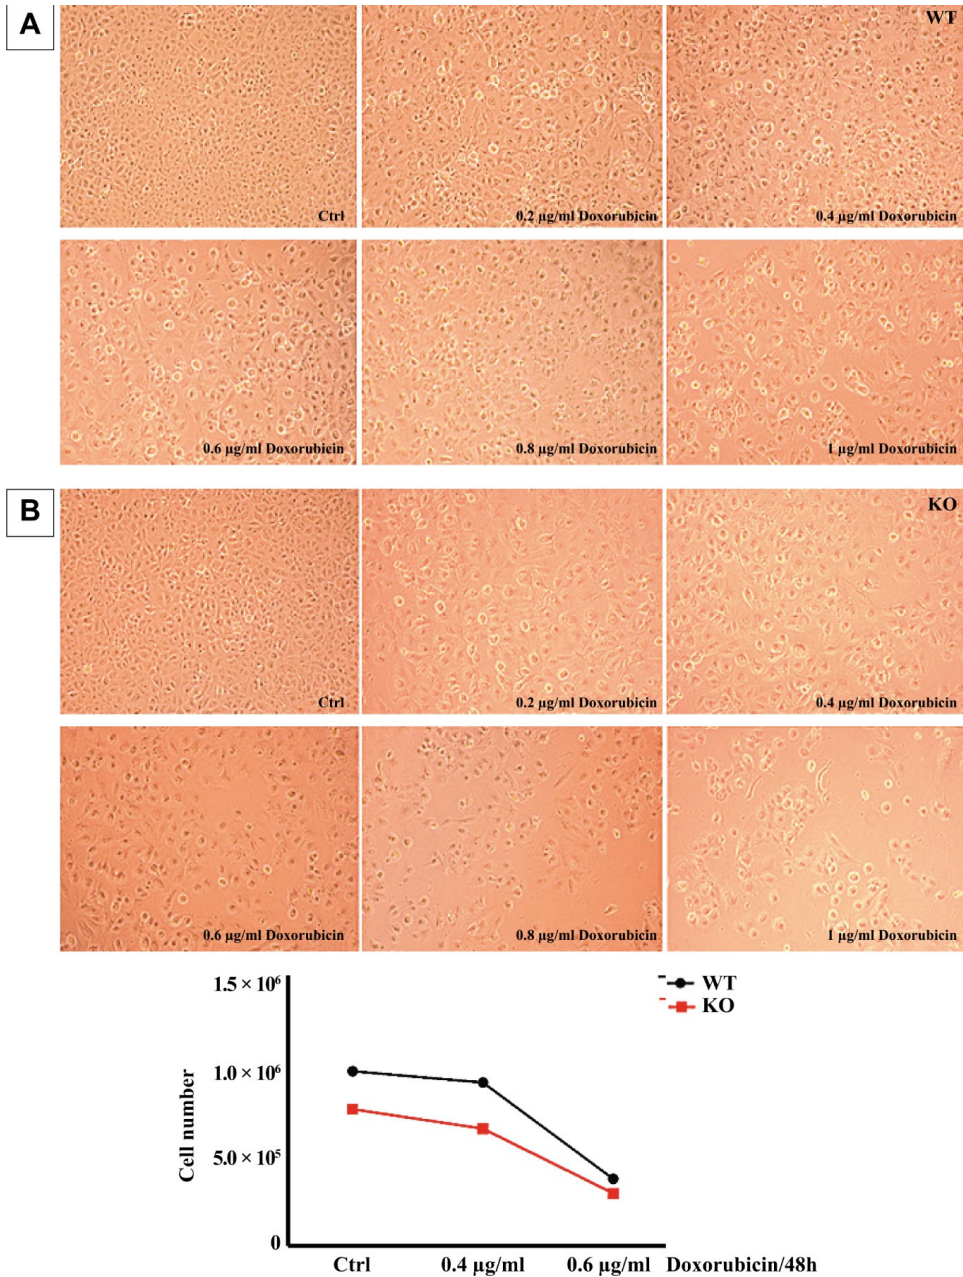 A
WT
Ctrl
0.2 µg/ml Doxorubicin
0.4 µg/ml Doxorubicin
0.6 µg/ml Doxorubicin
0.8 µg/ml Doxorubicin
1 µg/ml Doxorubicin
B
KO
Ctrl
0.2 µg/ml Doxorubicin
0.4 µg/ml Doxorubicin
0.6 µg/ml Doxorubicin
0.8 µg/ml Doxorubicin
1 µg/ml Doxorubicin
1.5 × 10⁶
1.0 × 10⁶
5.0 × 10⁵
0
Cell number
WT
KO
Ctrl 0.4 µg/ml 0.6 µg/ml Doxorubicin/48h